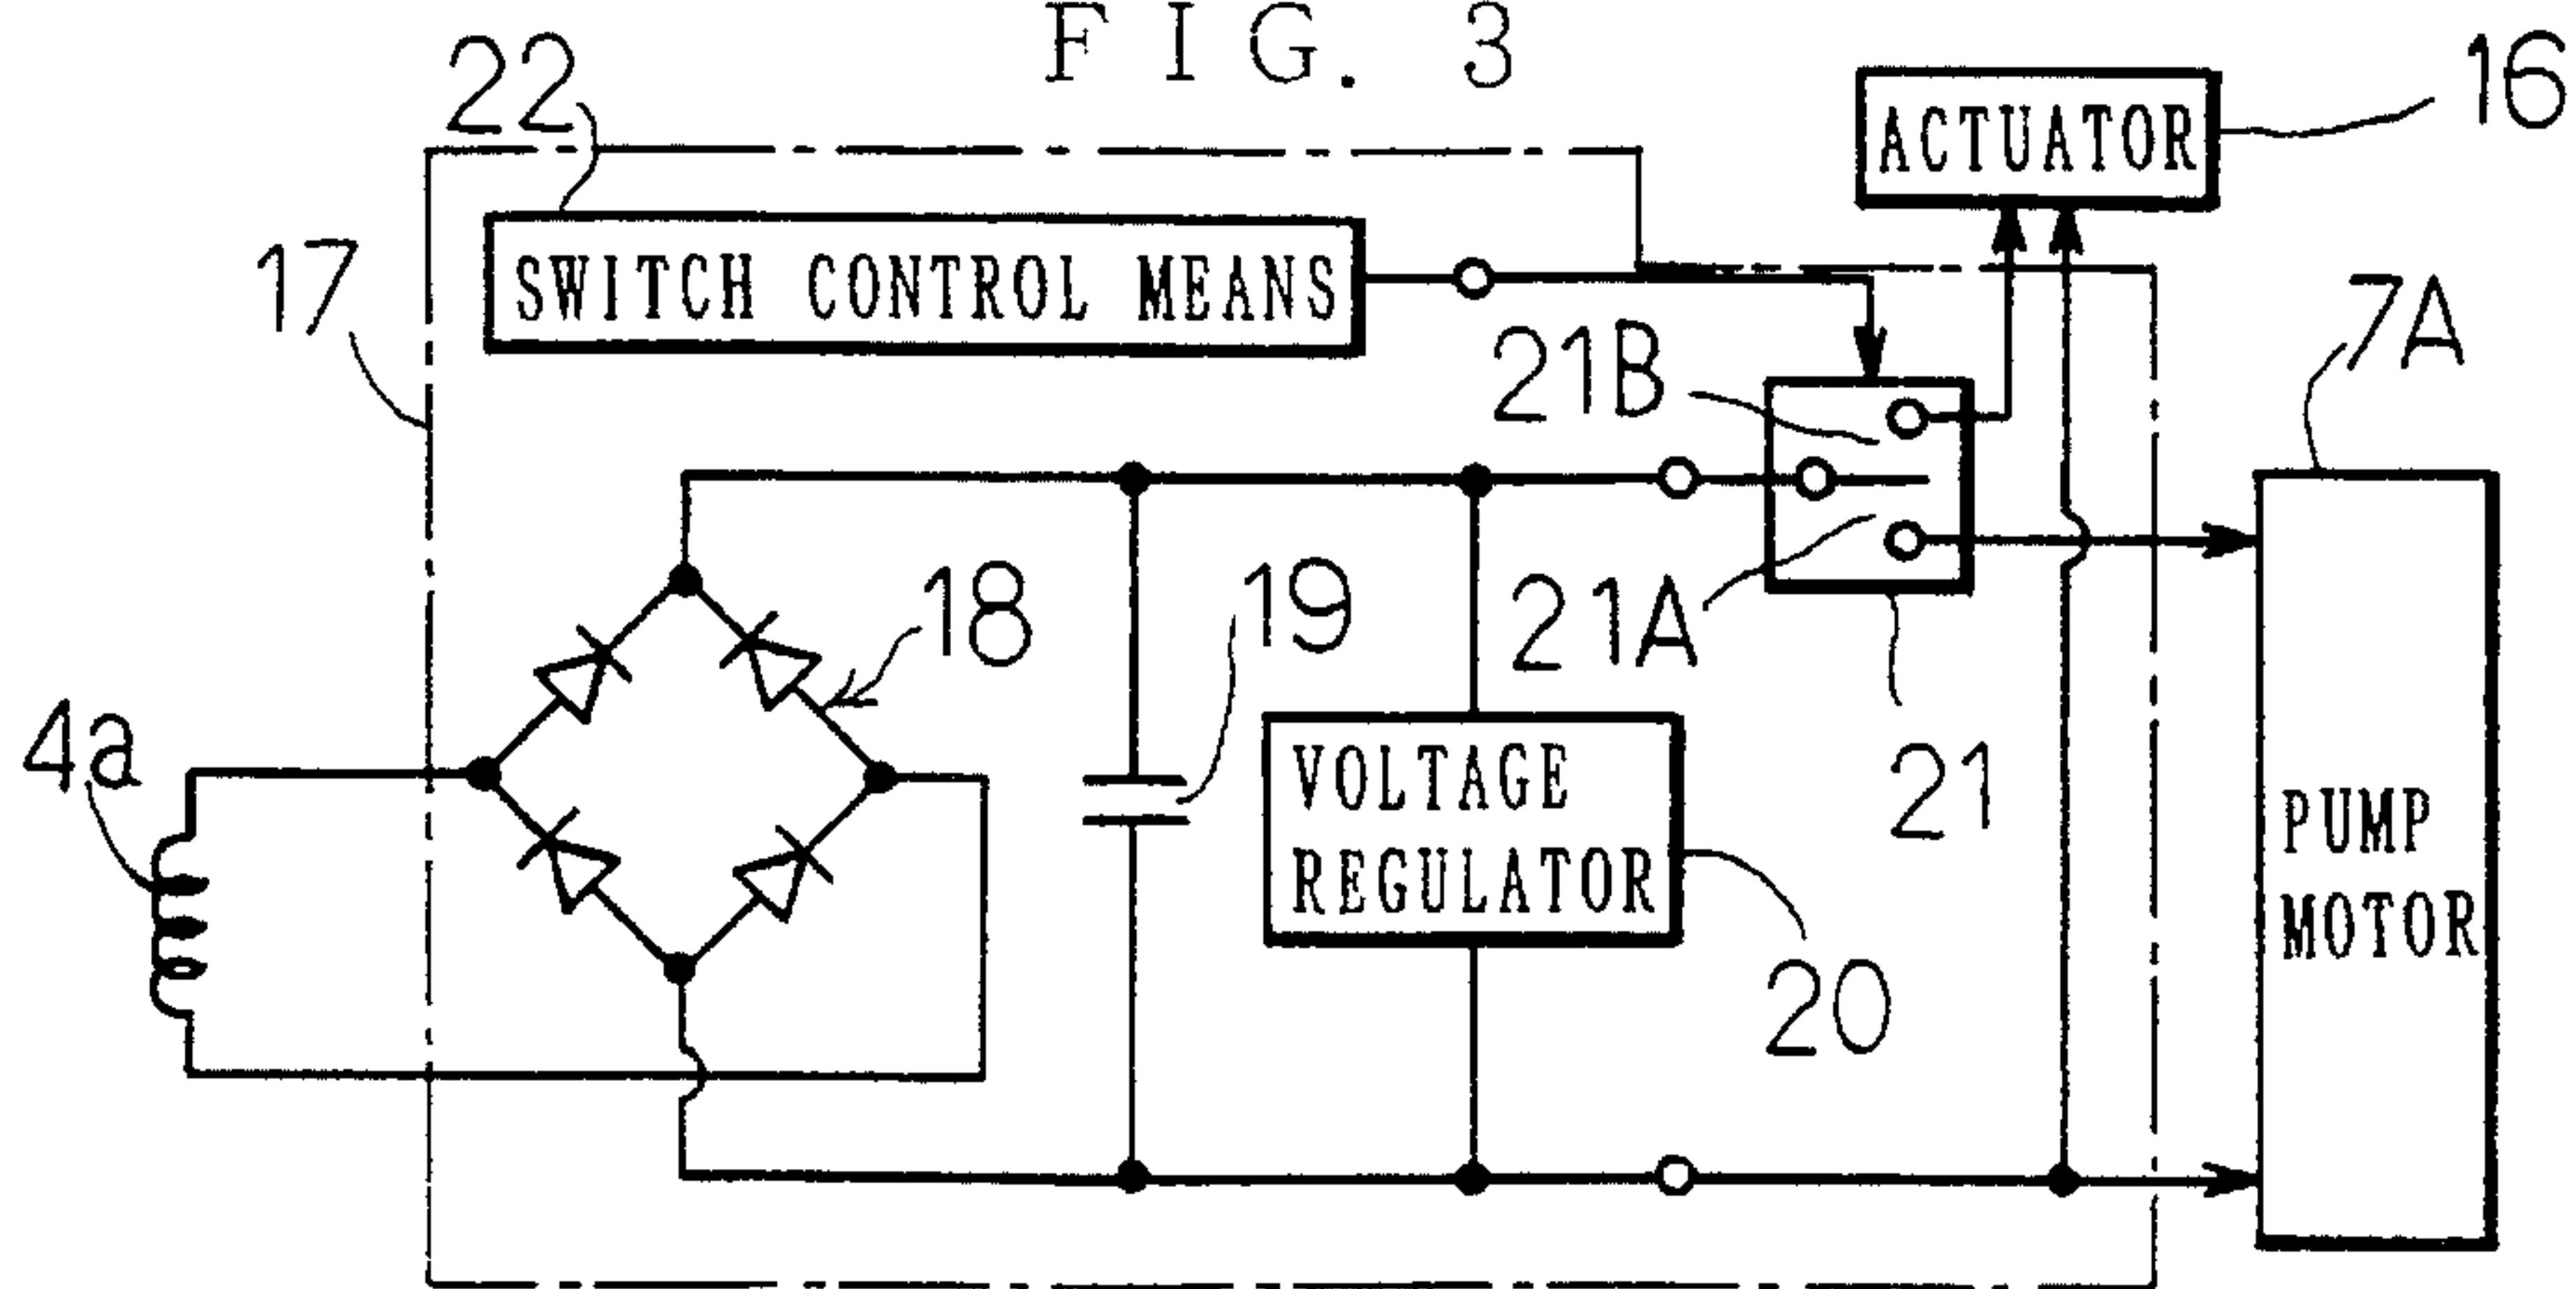 FIG. 3
22
16
ACTUATOR
17
SWITCH CONTROL MEANS
7A
21B
18
19
21A
4a
21
VOLTAGE
REGULATOR
PUMP
MOTOR
20